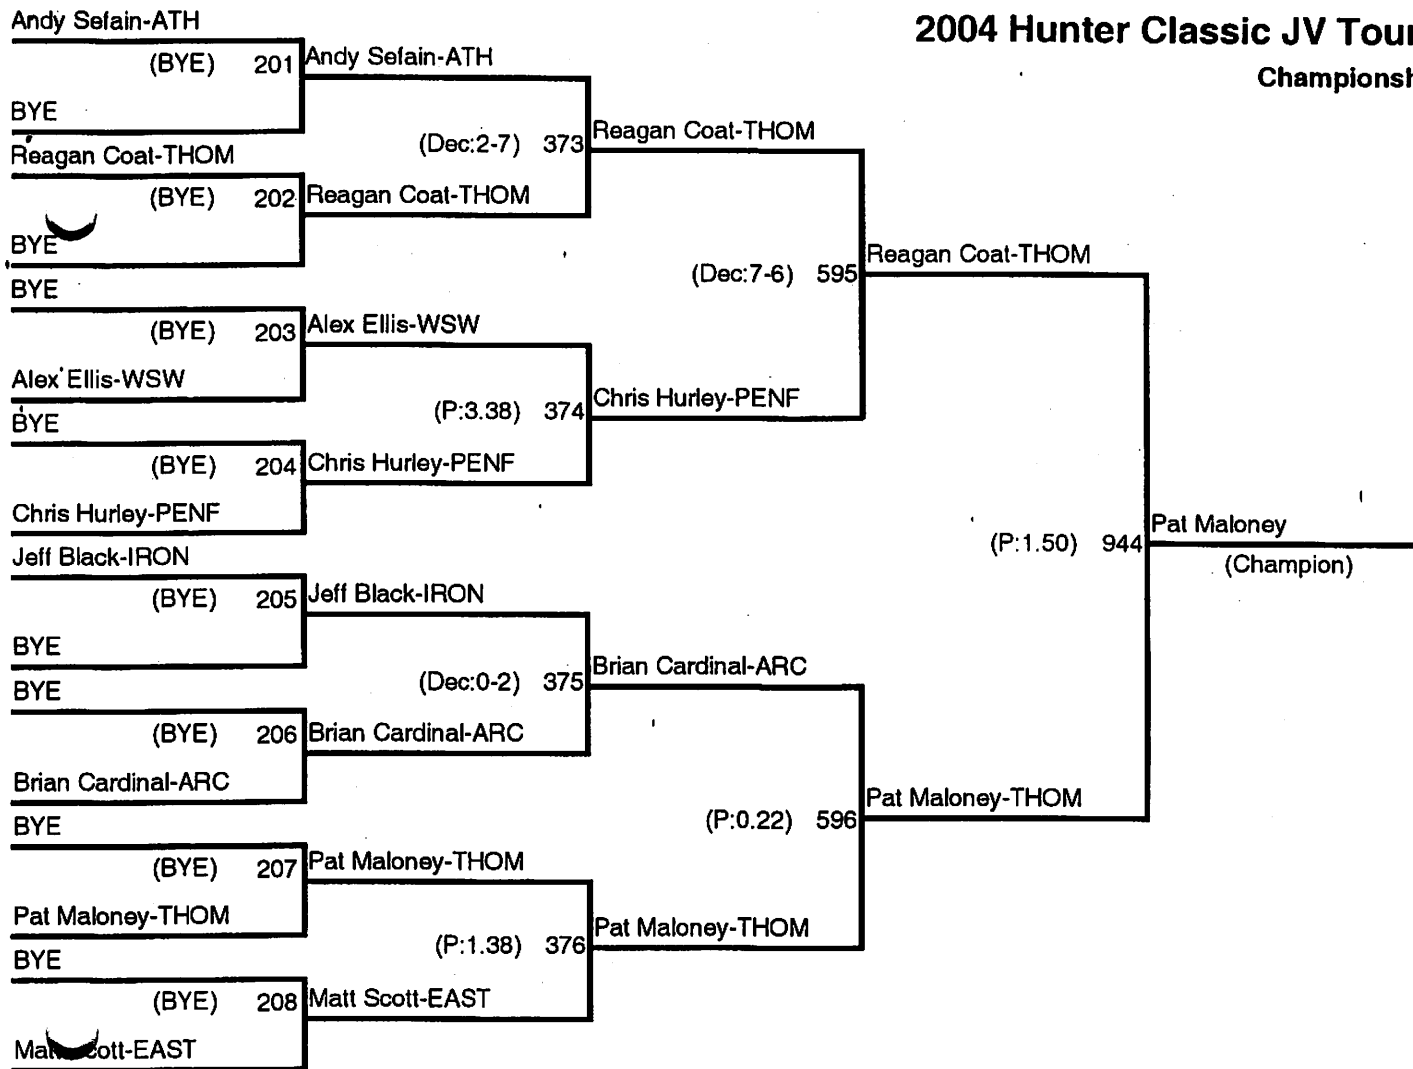 2004 Hunter Classic JV Tour
Championsh
Andy Sefain-ATH
(BYE) 201
BYE
Andy Sefain-ATH
Reagan Coat-THOM
(BYE) 202
BYE
Reagan Coat-THOM
(Dec:2-7) 373
Reagan Coat-THOM
BYE
(BYE) 203
Alex Ellis-WSW
Alex Ellis-WSW
BYE
(BYE) 204
Chris Hurley-PENF
Chris Hurley-PENF
(P:3.38) 374
Chris Hurley-PENF
(Dec:7-6) 595
Reagan Coat-THOM
Jeff Black-IRON
(BYE) 205
BYE
Jeff Black-IRON
BYE
(BYE) 206
Brian Cardinal-ARC
Brian Cardinal-ARC
(Dec:0-2) 375
Brian Cardinal-ARC
BYE
(BYE) 207
Pat Maloney-THOM
Pat Maloney-THOM
BYE
(BYE) 208
Matt Scott-EAST
Matt Scott-EAST
(P:1.38) 376
Pat Maloney-THOM
(P:0.22) 596
Pat Maloney-THOM
(P:1.50) 944
Pat Maloney
(Champion)